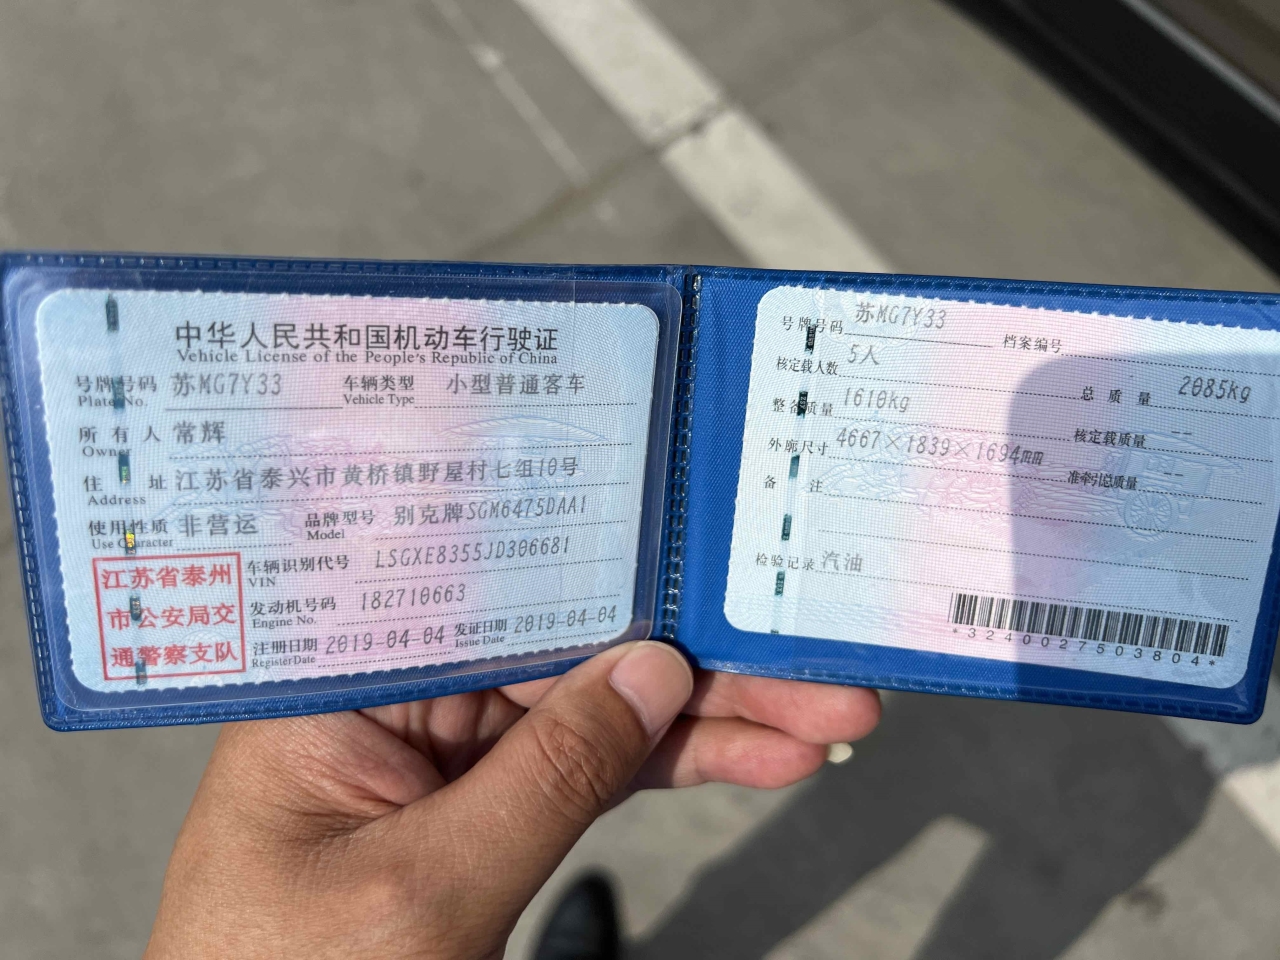 中华人民共和国机动车行驶证
Vehicle License of the People's Republic of China
号牌号码 苏MG7Y33 车辆类型 小型普通客车
Plate No. Vehicle Type
所有人 常辉
Owner
住址 江苏省泰兴市黄桥镇野屋村七组10号
Address
使用性质 非营运 品牌型号 别克牌SGM6475DAA1
Use Character Model
江苏省泰州
市公安局交
通警察支队
车辆识别代号 LSGXE8355JD306681
VIN
发动机号码 182710663
Engine No.
注册日期 2019-04-04 发证日期 2019-04-04
Register Date Issue Date
号牌号码 苏MG7Y33 档案编号
核定载人数 5人 总质量 2085kg
整备质量 1610kg 核定载质量 --
外廓尺寸 4667×1839×1694mm 准牵引总质量 --
备注
检验记录 汽油
*3240027503804*